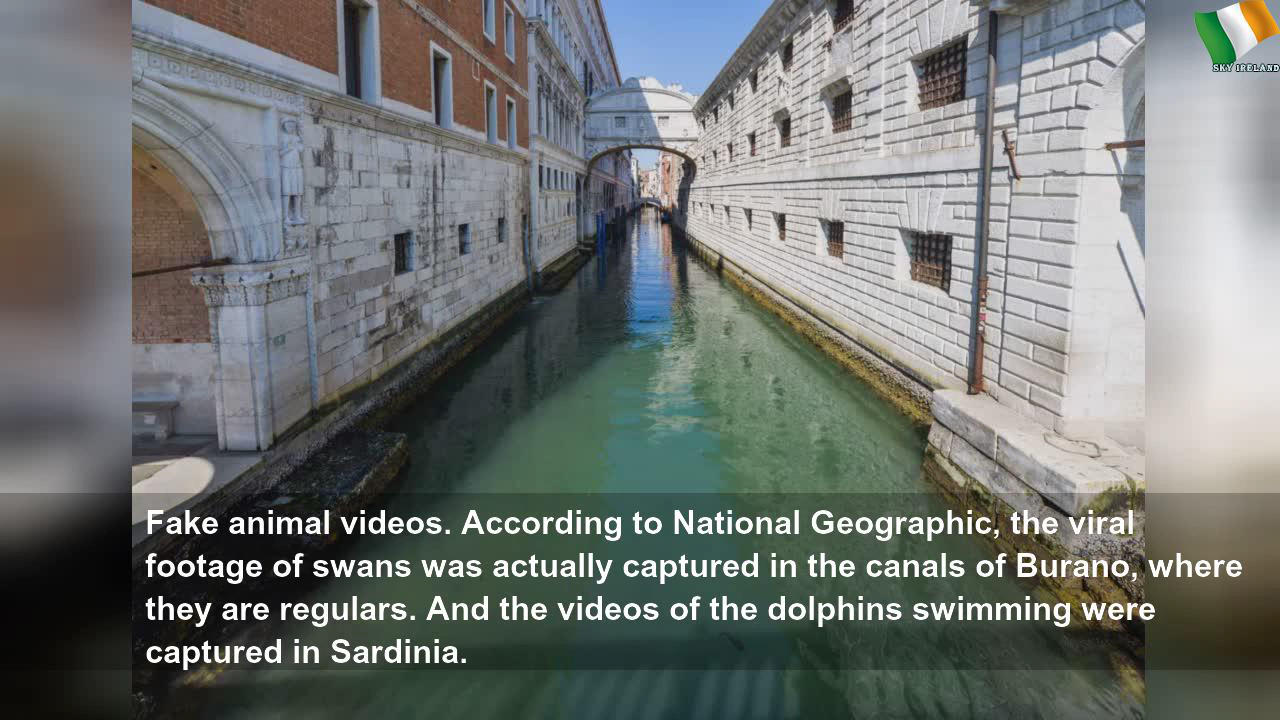 SKY IRELAND
Fake animal videos. According to National Geographic, the viral
footage of swans was actually captured in the canals of Burano, where
they are regulars. And the videos of the dolphins swimming were
captured in Sardinia.